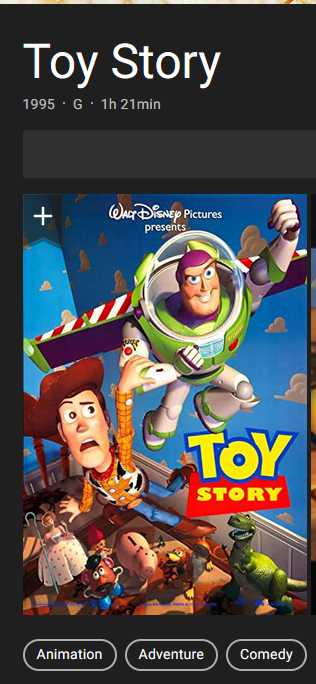 Toy Story
1995 · G · 1h 21min
Walt Disney Pictures
presents
TOY
STORY
Animation Adventure Comedy